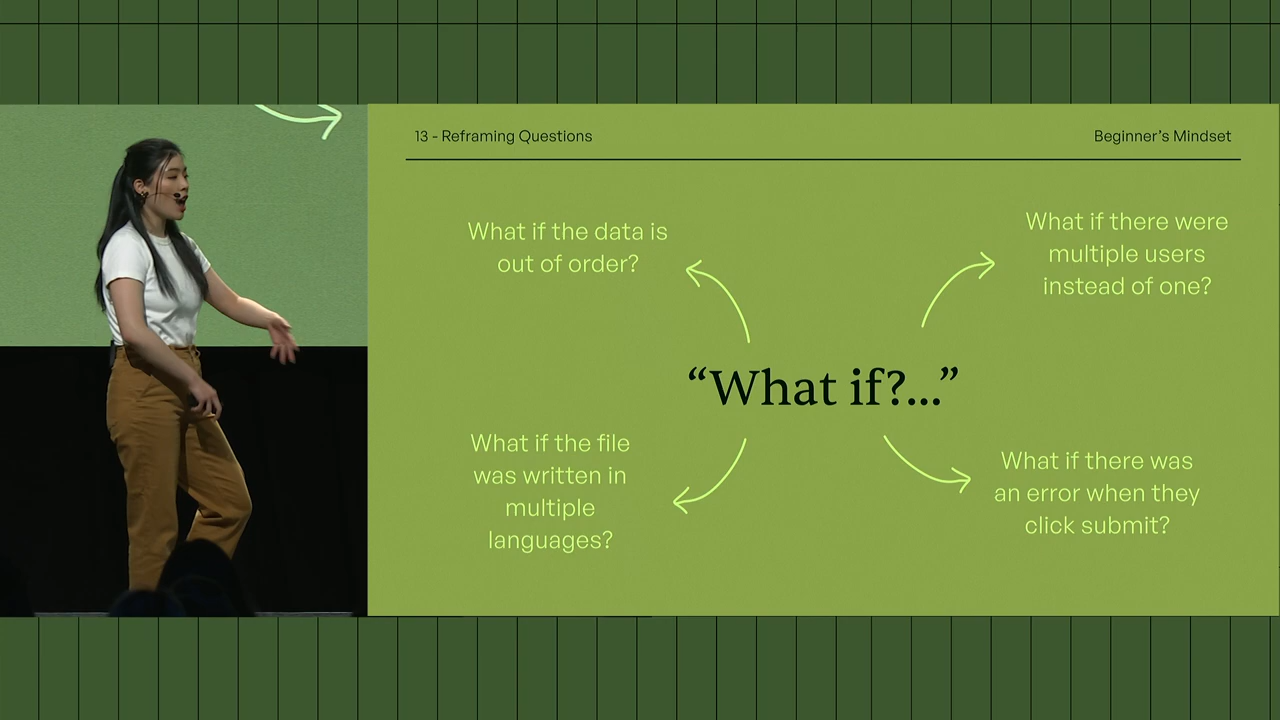 13 - Reframing Questions
Beginner’s Mindset
What if the data is
out of order?
What if there were
multiple users
instead of one?
“What if?...”
What if the file
was written in
multiple
languages?
What if there was
an error when they
click submit?